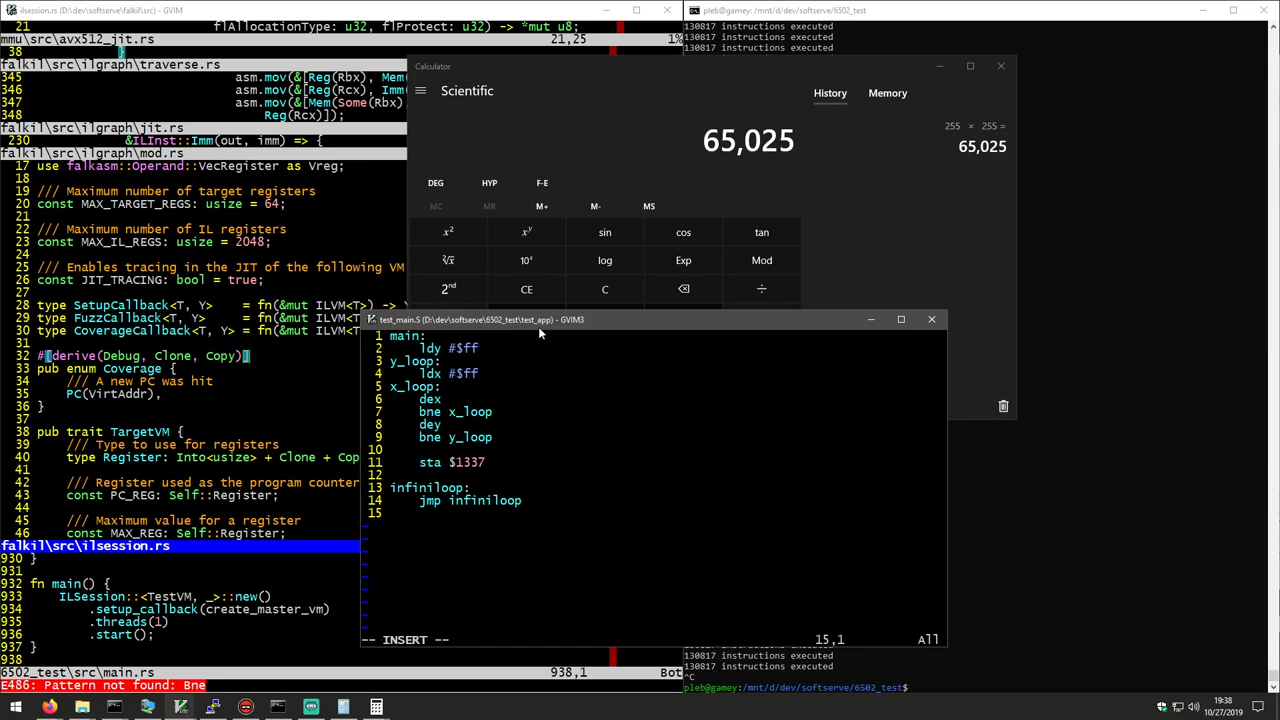 ilsession.rs (D:\dev\softserve\falkil\src) - GVIM
21 flAllocationType: u32, flProtect: u32) -> *mut u8;
mmu\src\avx512_jit.rs 21,25 1%
38 }
falkil\src\ilgraph\traverse.rs
345 asm.mov(&[Reg(Rbx), Mem
346 asm.mov(&[Reg(Rcx), Imm
347 asm.mov(&[Mem(Some(Rbx)
348 Reg(Rcx)]);
falkil\src\ilgraph\jit.rs
230 &ILInst::Imm(out, imm) => {
falkil\src\ilgraph\mod.rs
17 use falkasm::Operand::VecRegister as Vreg;
18
19 /// Maximum number of target registers
20 const MAX_TARGET_REGS: usize = 64;
21
22 /// Maximum number of IL registers
23 const MAX_IL_REGS: usize = 2048;
24
25 /// Enables tracing in the JIT of the following VM
26 const JIT_TRACING: bool = true;
27
28 type SetupCallback<T, Y> = fn(&mut ILVM<T>) -> Y
29 type FuzzCallback<T, Y> = fn(&mut ILVM<T>
30 type CoverageCallback<T, Y> = fn(&mut ILVM<T>
31
32 #[derive(Debug, Clone, Copy)]
33 pub enum Coverage {
34 /// A new PC was hit
35 PC(VirtAddr),
36 }
37
38 pub trait TargetVM {
39 /// Type to use for registers
40 type Register: Into<usize> + Clone + Cop
41
42 /// Register used as the program counter
43 const PC_REG: Self::Register;
44
45 /// Maximum value for a register
46 const MAX_REG: Self::Register;
falkil\src\ilsession.rs
930 }
931
932 fn main() {
933 ILSession::<TestVM, _>::new()
934 .setup_callback(create_master_vm)
935 .threads(1)
936 .start();
937 }
938
6502_test\src\main.rs 938,1 Bot
E486: Pattern not found: Bne
Calculator
Scientific
History Memory
255 × 255 =
65,025
65,025
DEG HYP F-E
MC MR M+ M- MS
x² xʸ sin cos tan
²√x 10ˣ log Exp Mod
2ⁿᵈ CE C ⌫ ÷
test_main.S (D:\dev\softserve\6502_test\test_app) - GVIM3
1 main:
2 ldy #$ff
3 y_loop:
4 ldx #$ff
5 x_loop:
6 dex
7 bne x_loop
8 dey
9 bne y_loop
10
11 sta $1337
12
13 infiniloop:
14 jmp infiniloop
15
-- INSERT -- 15,1 All
pleb@gamey: /mnt/d/dev/softserve/6502_test
130817 instructions executed
130817 instructions executed
130817 instructions executed
130817 instructions executed
130817 instructions executed
^C
pleb@gamey:/mnt/d/dev/softserve/6502_test$
19:38
10/27/2019